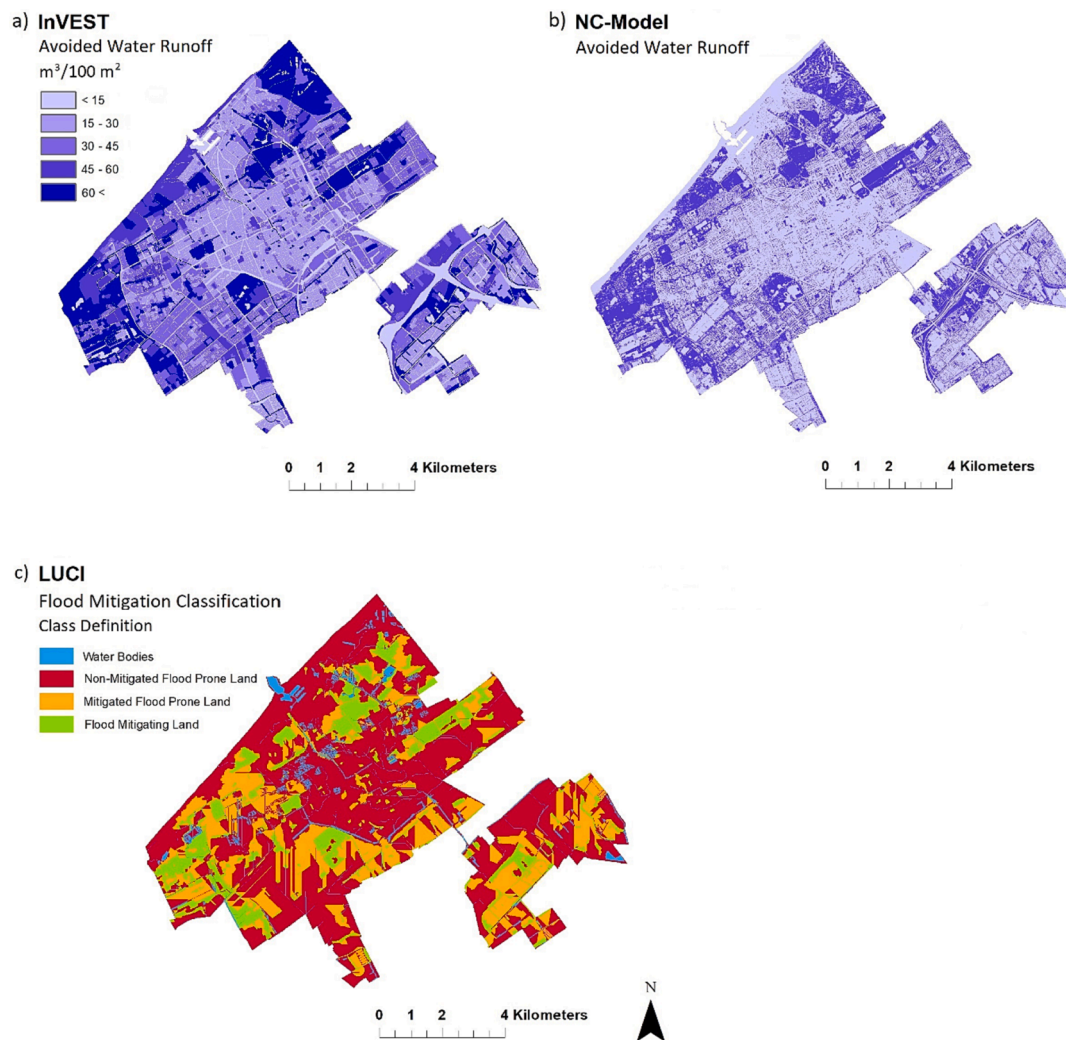 a) InVEST
Avoided Water Runoff
m³/100 m²
< 15
15 - 30
30 - 45
45 - 60
60 <
0 1 2 4 Kilometers
b) NC-Model
Avoided Water Runoff
0 1 2 4 Kilometers
c) LUCI
Flood Mitigation Classification
Class Definition
Water Bodies
Non-Mitigated Flood Prone Land
Mitigated Flood Prone Land
Flood Mitigating Land
0 1 2 4 Kilometers
N